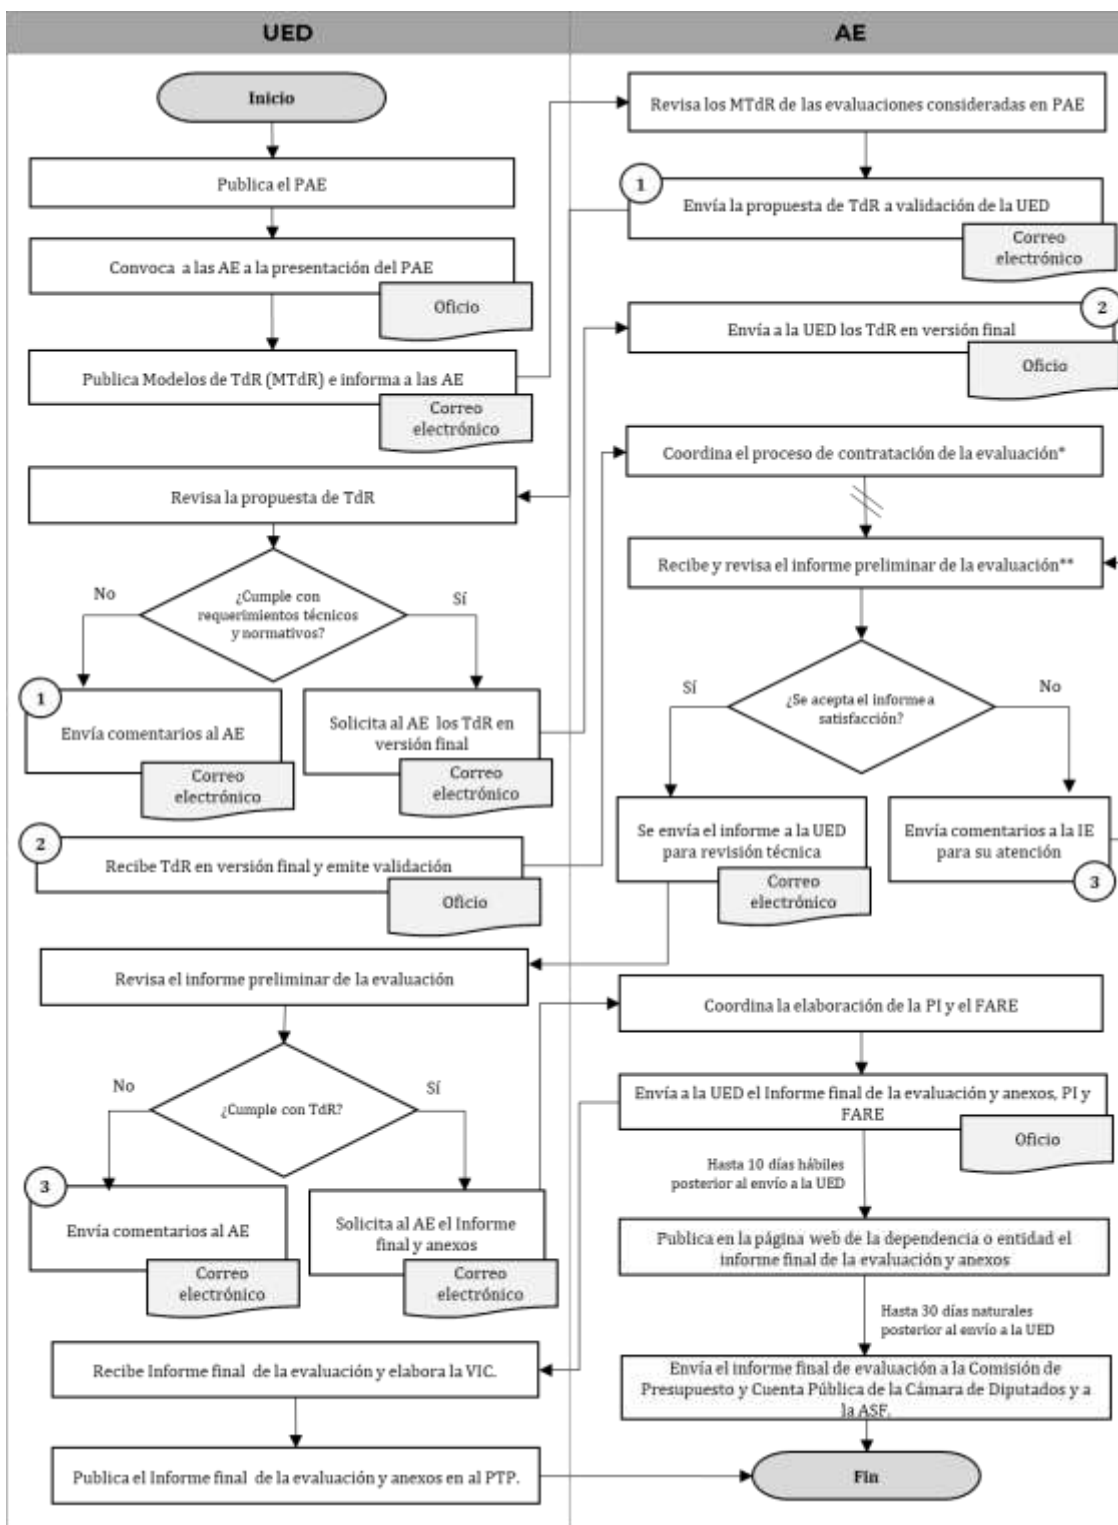 UED
Inicio
Publica el PAE
Convoca a las AE a la presentación del PAE
Oficio
Publica Modelos de TdR (MTdR) e informa a las AE
Correo
electrónico
Revisa la propuesta de TdR
¿Cumple con
requerimientos técnicos
y normativos?
No
Sí
1
Envía comentarios al AE
Correo
electrónico
Solicita al AE los TdR en
versión final
Correo
electrónico
2
Recibe TdR en versión final y emite validación
Oficio
Revisa el informe preliminar de la evaluación
No
Sí
¿Cumple con TdR?
3
Envía comentarios al AE
Correo
electrónico
Solicita al AE el Informe
final y anexos
Correo
electrónico
Recibe Informe final de la evaluación y elabora la VIC.
Publica el Informe final de la evaluación y anexos en al PTP.
AE
Revisa los MTdR de las evaluaciones consideradas en PAE
1
Envía la propuesta de TdR a validación de la UED
Correo
electrónico
2
Envía a la UED los TdR en versión final
Oficio
Coordina el proceso de contratación de la evaluación*
Recibe y revisa el informe preliminar de la evaluación**
Sí
No
¿Se acepta el informe a
satisfacción?
Se envía el informe a la UED
para revisión técnica
Correo
electrónico
Envía comentarios a la IE
para su atención
3
Coordina la elaboración de la PI y el FARE
Envía a la UED el Informe final de la evaluación y anexos, PI y
FARE
Oficio
Hasta 10 días hábiles
posterior al envío a la UED
Publica en la página web de la dependencia o entidad el
informe final de la evaluación y anexos
Hasta 30 días naturales
posterior al envío a la UED
Envía el informe final de evaluación a la Comisión de
Presupuesto y Cuenta Pública de la Cámara de Diputados y a
la ASF.
Fin